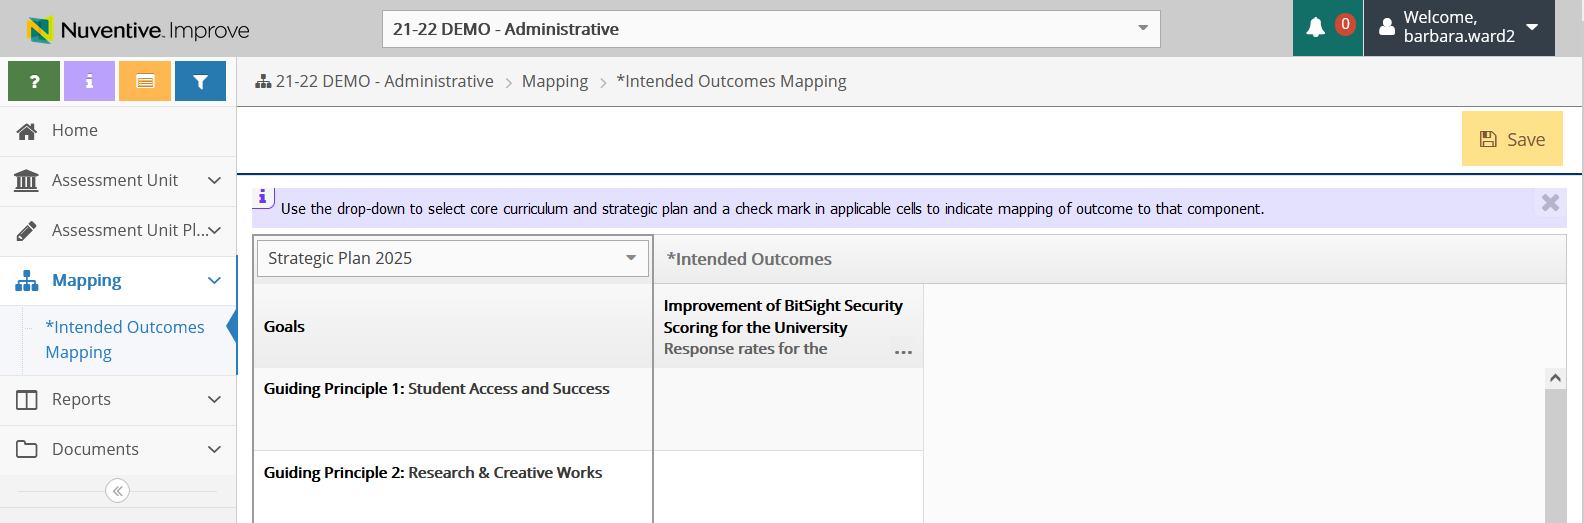 Nuventive. Improve
21-22 DEMO - Administrative
0
Welcome,
barbara.ward2
?
i
21-22 DEMO - Administrative > Mapping > *Intended Outcomes Mapping
Home
Assessment Unit
Assessment Unit Pl...
Mapping
*Intended Outcomes
Mapping
Reports
Documents
Save
i
Use the drop-down to select core curriculum and strategic plan and a check mark in applicable cells to indicate mapping of outcome to that component.
Strategic Plan 2025
*Intended Outcomes
Goals
Improvement of BitSight Security
Scoring for the University
Response rates for the ...
Guiding Principle 1: Student Access and Success
Guiding Principle 2: Research & Creative Works